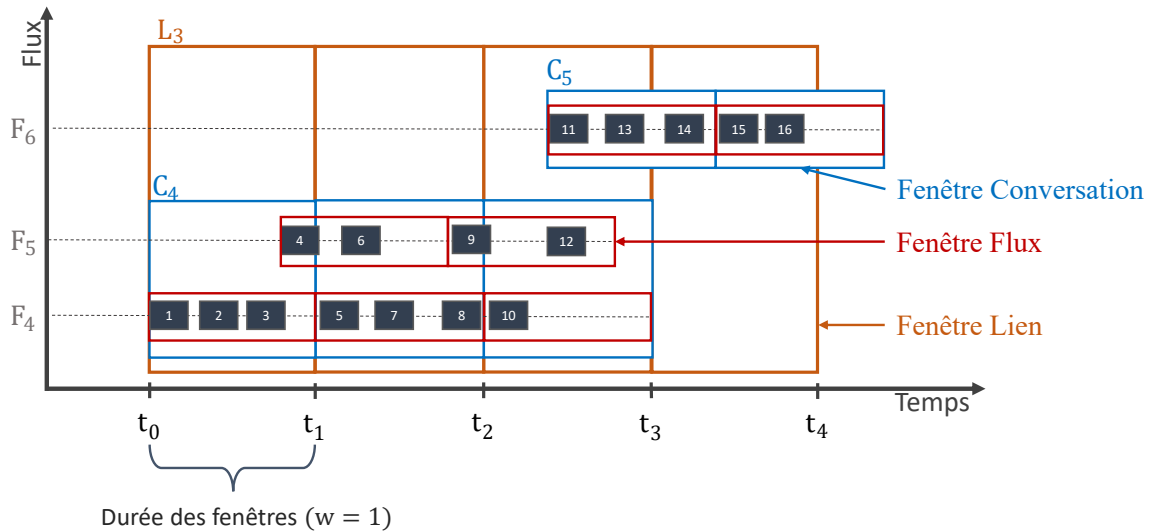 Flux
L₃
C₅
F₆
11 13 14 15 16
Fenêtre Conversation
C₄
F₅
4 6 9 12
Fenêtre Flux
F₄
1 2 3 5 7 8 10
Fenêtre Lien
Temps
t₀ t₁ t₂ t₃ t₄
Durée des fenêtres (w = 1)